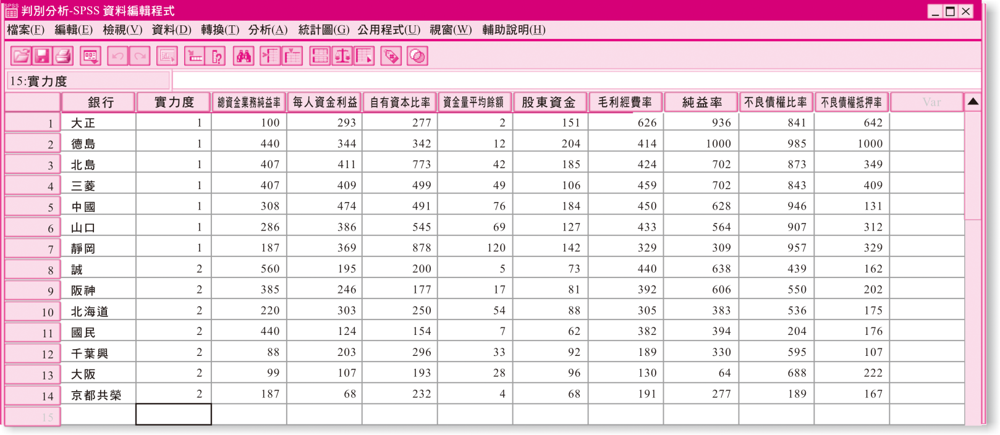 SPSS 判別分析-SPSS 資料編輯程式
檔案(F) 編輯(E) 檢視(V) 資料(D) 轉換(T) 分析(A) 統計圖(G) 公用程式(U) 視窗(W) 輔助說明(H)
15:實力度
銀行 實力度 總資金業務純益率 每人資金利益 自有資本比率 資金量平均餘額 股東資金 毛利經費率 純益率 不良債權比率 不良債權抵押率 Var
1 大正 1 100 293 277 2 151 626 936 841 642
2 德島 1 440 344 342 12 204 414 1000 985 1000
3 北島 1 407 411 773 42 185 424 702 873 349
4 三菱 1 407 409 499 49 106 459 702 843 409
5 中國 1 308 474 491 76 184 450 628 946 131
6 山口 1 286 386 545 69 127 433 564 907 312
7 靜岡 1 187 369 878 120 142 329 309 957 329
8 誠 2 560 195 200 5 73 440 638 439 162
9 阪神 2 385 246 177 17 81 392 606 550 202
10 北海道 2 220 303 250 54 88 305 383 536 175
11 國民 2 440 124 154 7 62 382 394 204 176
12 千葉興 2 88 203 296 33 92 189 330 595 107
13 大阪 2 99 107 193 28 96 130 64 688 222
14 京都共榮 2 187 68 232 4 68 191 277 189 167
15